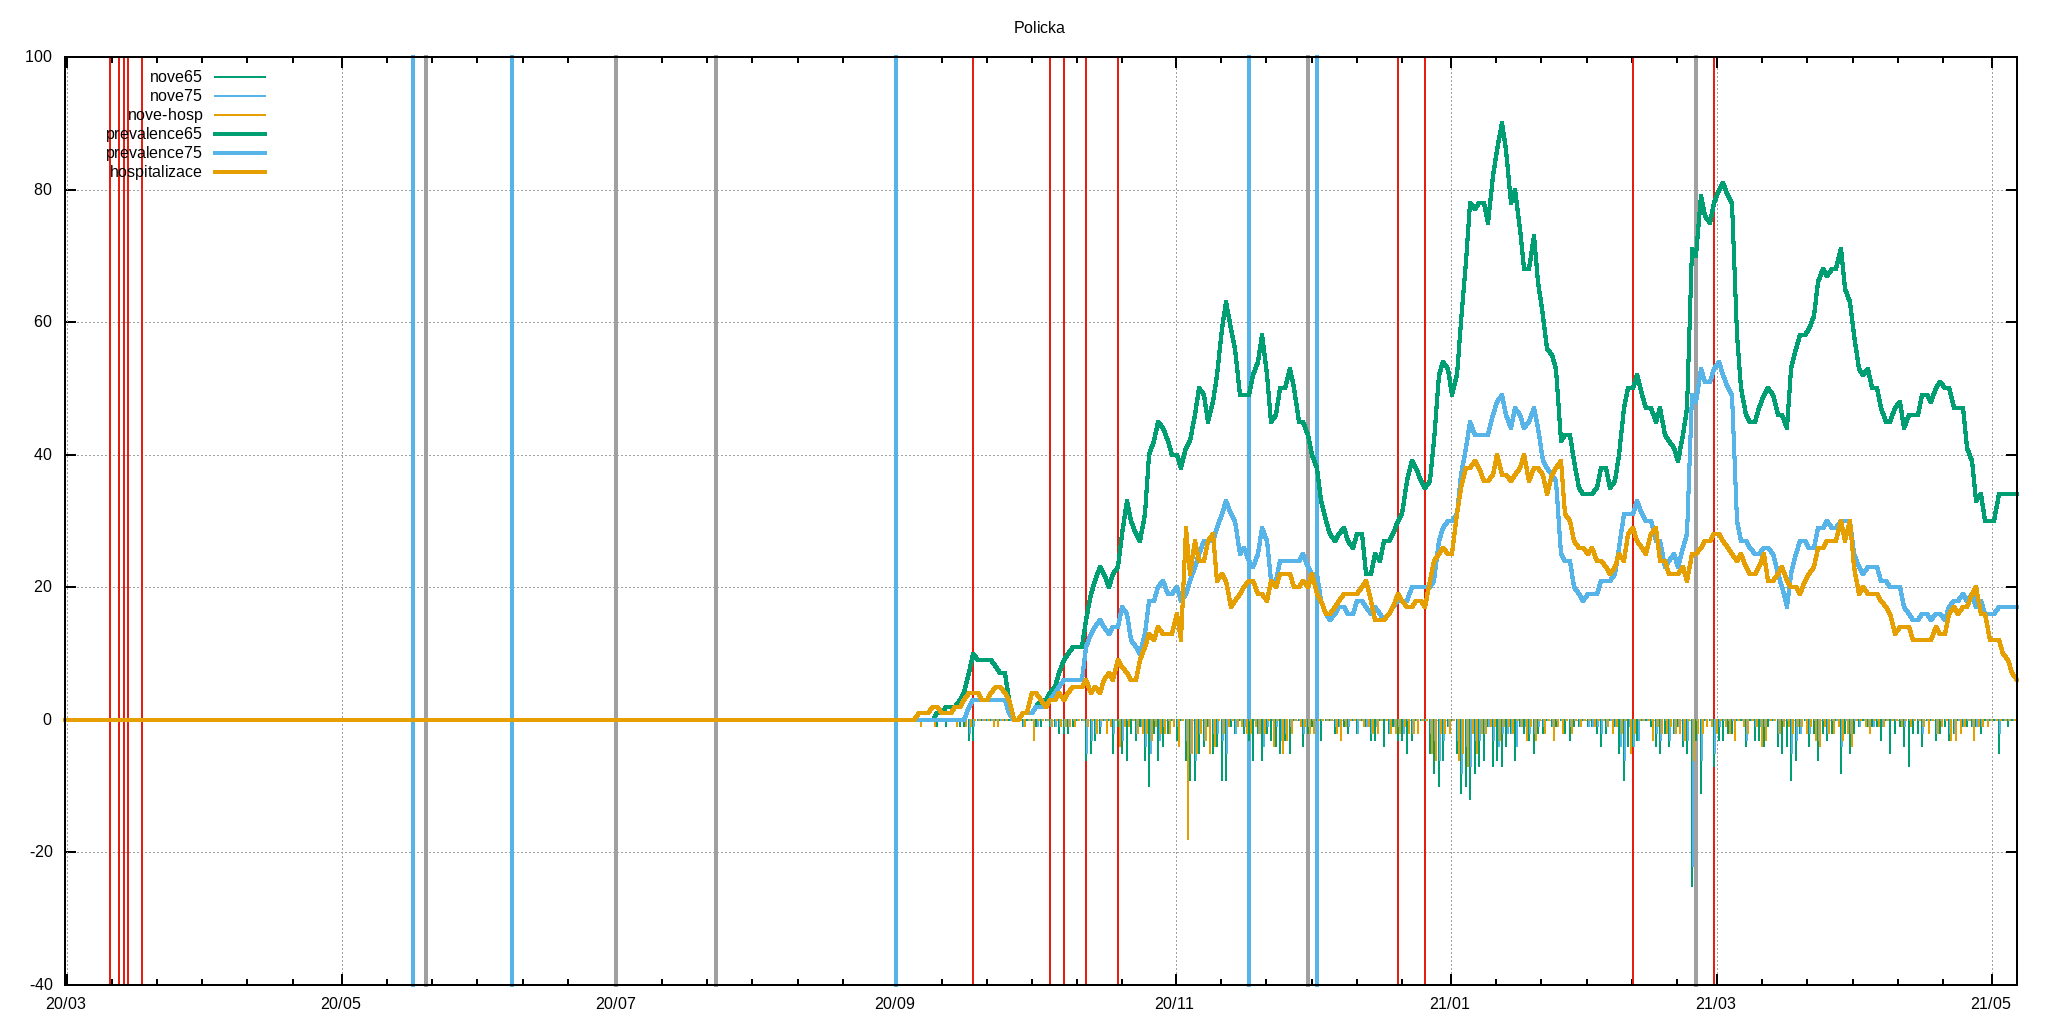 Policka
100
80
60
40
20
0
-20
-40
nove65
nove75
nove-hosp
prevalence65
prevalence75
hospitalizace
20/03 20/05 20/07 20/09 20/11 21/01 21/03 21/05